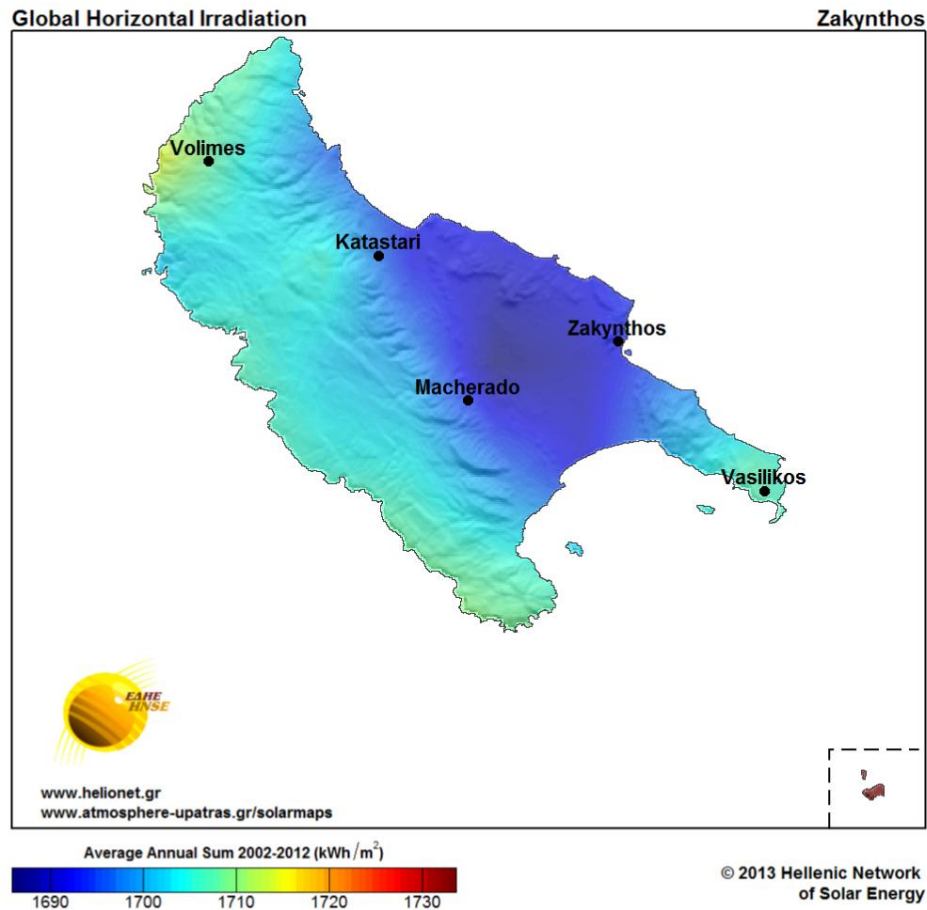 Global Horizontal Irradiation
Zakynthos
Volimes
Katastari
Zakynthos
Macherado
Vasilikos
ΕΔΗΕ
HNSE
www.helionet.gr
www.atmosphere-upatras.gr/solarmaps
Average Annual Sum 2002-2012 (kWh/m²)
1690 1700 1710 1720 1730
© 2013 Hellenic Network
of Solar Energy